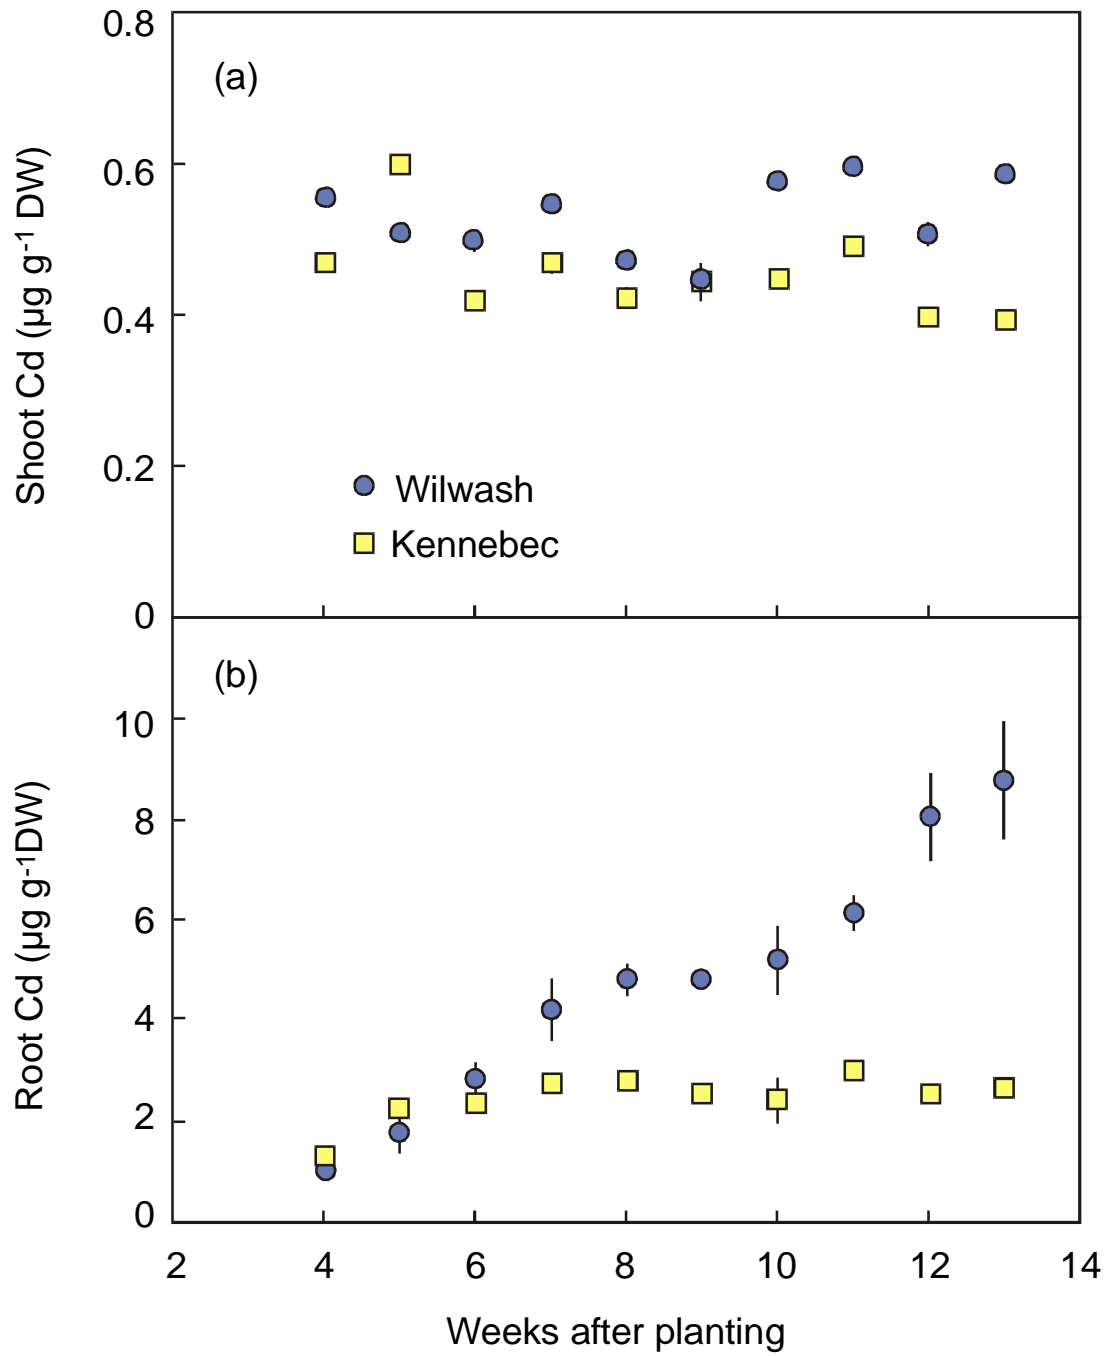 0.8
(a)
0.6
0.4
0.2
0
Shoot Cd (µg g-1 DW)
Wilwash
Kennebec
(b)
10
8
6
4
2
0
Root Cd (µg g-1DW)
2 4 6 8 10 12 14
Weeks after planting